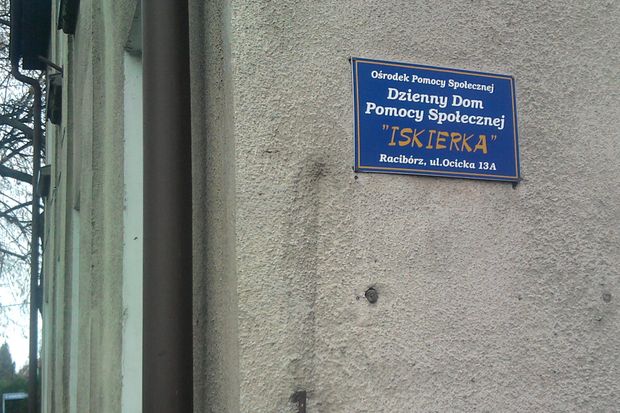 Ośrodek Pomocy Społecznej
Dzienny Dom
Pomocy Społecznej
"ISKIERKA"
Racibórz, ul.Ocicka 13A